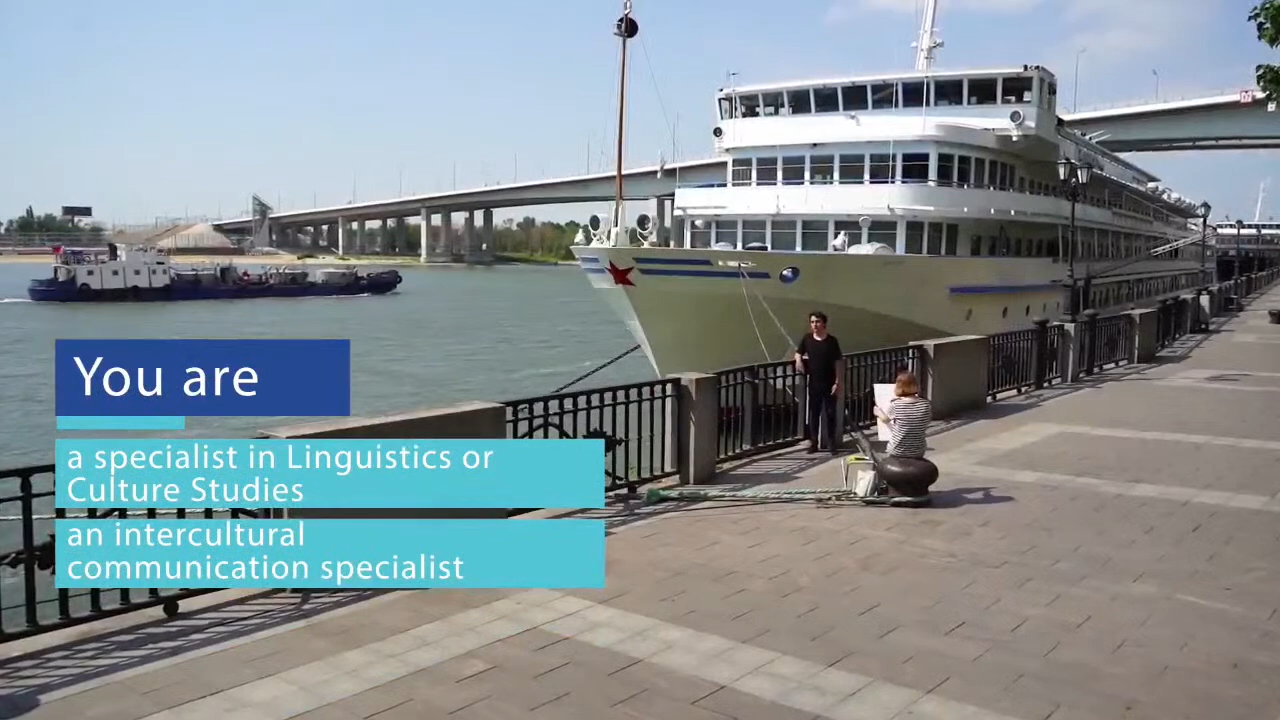 You are
a specialist in Linguistics or
Culture Studies
an intercultural
communication specialist